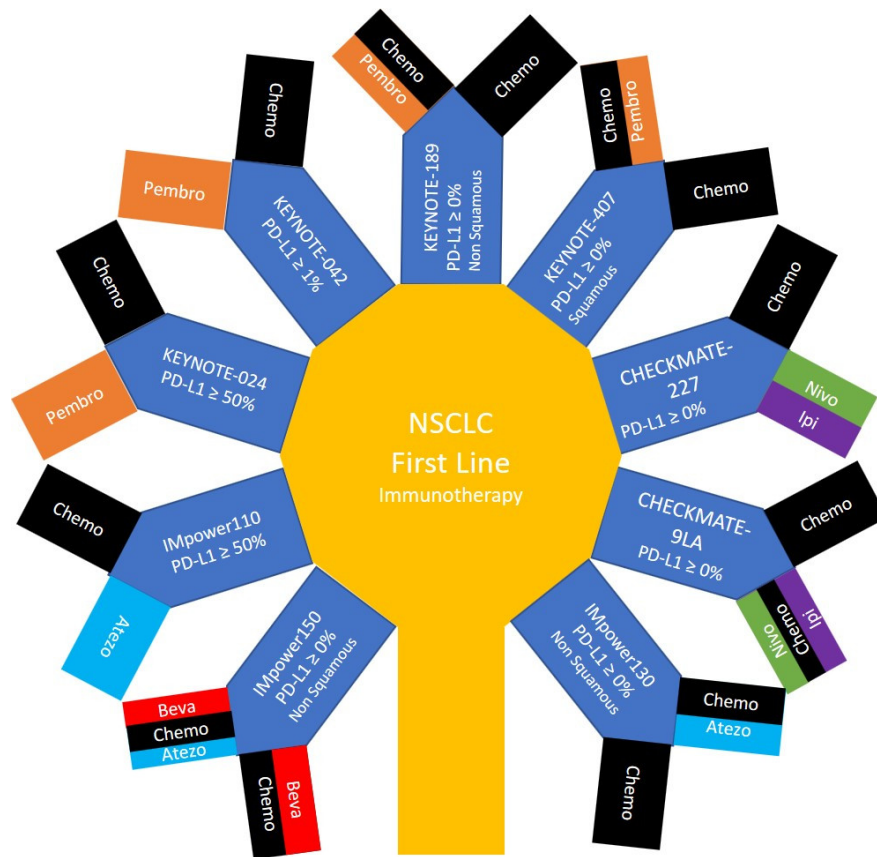 NSCLC
First Line
Immunotherapy
KEYNOTE-189
PD-L1 ≥ 0%
Non Squamous
Chemo
Pembro
Chemo
KEYNOTE-407
PD-L1 ≥ 0%
Squamous
Chemo
Pembro
Chemo
CHECKMATE-
227
PD-L1 ≥ 0%
Chemo
Nivo
Ipi
CHECKMATE-
9LA
PD-L1 ≥ 0%
Chemo
Ipi
Chemo
Nivo
IMpower130
PD-L1 ≥ 0%
Non Squamous
Chemo
Atezo
Chemo
IMpower150
PD-L1 ≥ 0%
Non Squamous
Beva
Chemo
Atezo
Chemo
Beva
IMpower110
PD-L1 ≥ 50%
Chemo
Atezo
KEYNOTE-024
PD-L1 ≥ 50%
Chemo
Pembro
KEYNOTE-042
PD-L1 ≥ 1%
Pembro
Chemo